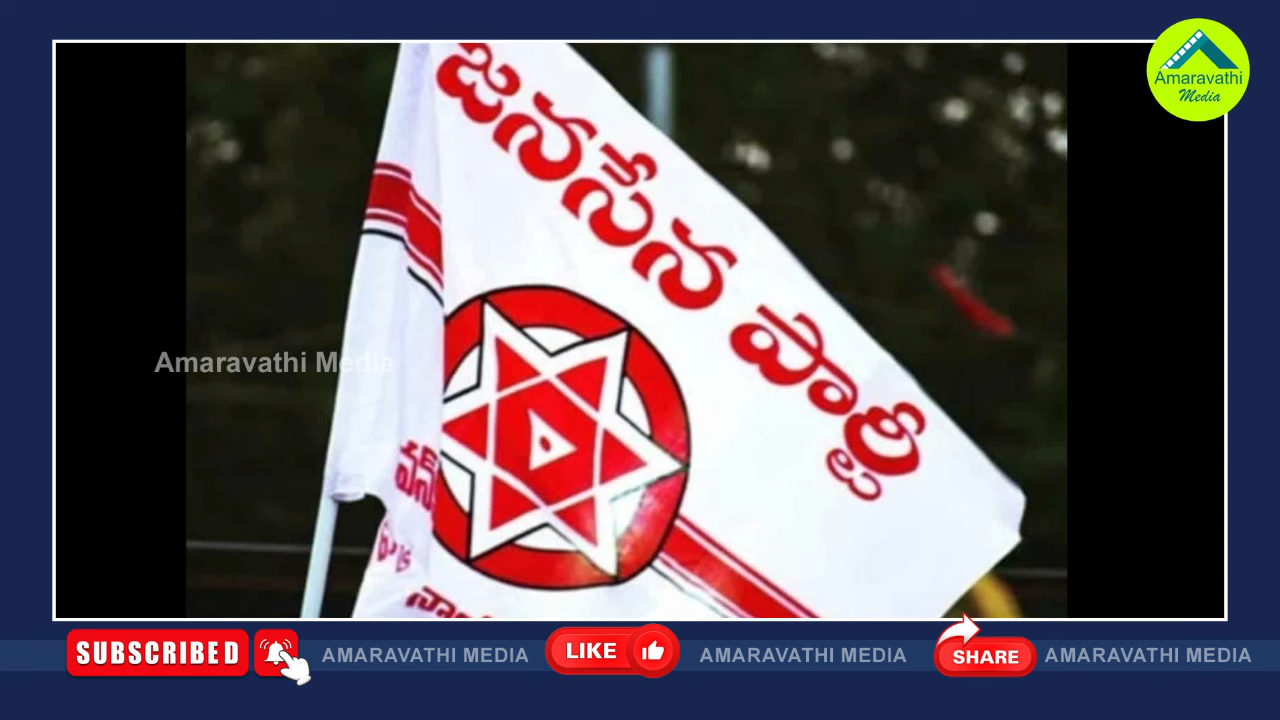 Amaravathi
Media
జనసేన పార్టీ
Amaravathi Media
SUBSCRIBED
AMARAVATHI MEDIA
LIKE
AMARAVATHI MEDIA
SHARE
AMARAVATHI MEDIA